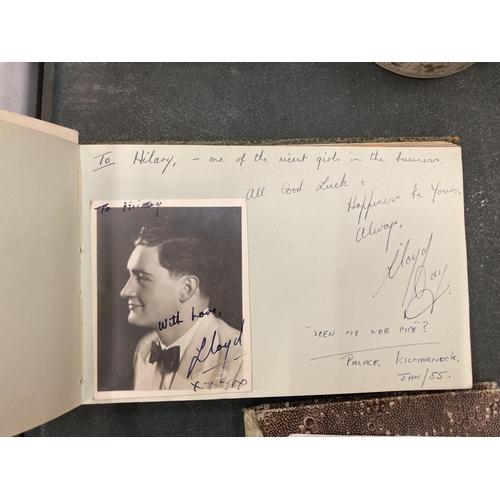 To Hilary, - one of the nicest girls in the business.
All Good Luck &
Happiness be Yours
Always,
Lloyd
Day.
"SEEN MY WEE PIPE"?
PALACE, KILMARNOCK.
JAN/55.
To Hilary
With Love,
Lloyd